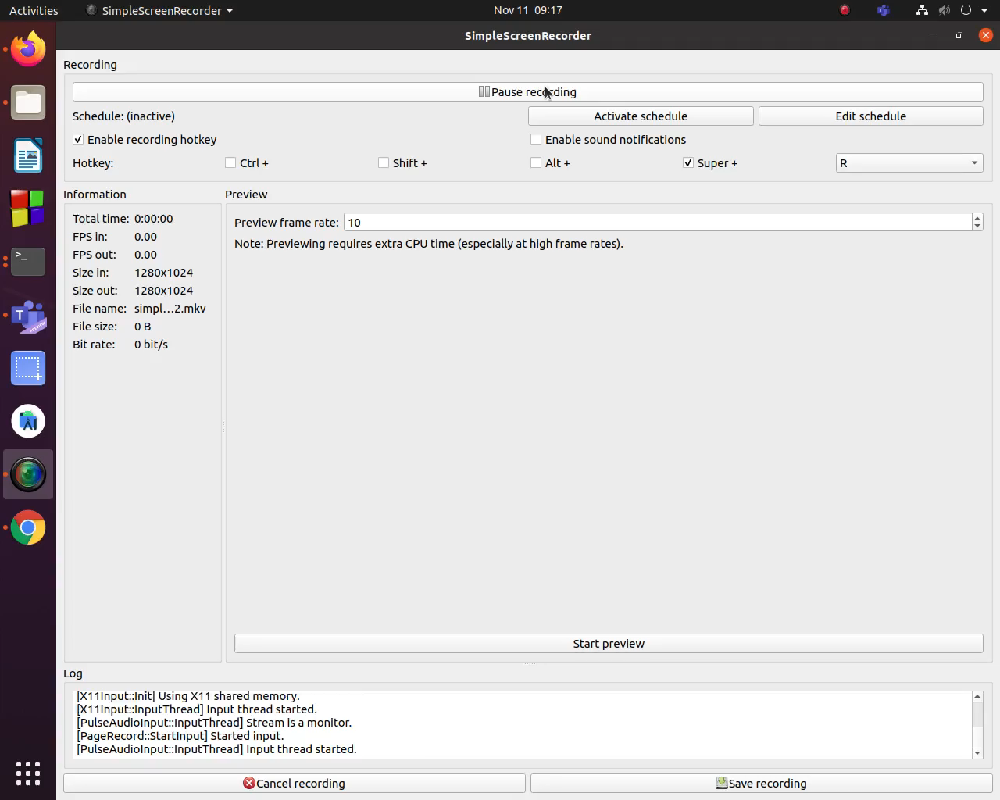 Activities
SimpleScreenRecorder
Nov 11 09:17
SimpleScreenRecorder
Recording
Pause recording
Schedule: (inactive)
Activate schedule
Edit schedule
Enable recording hotkey
Enable sound notifications
Hotkey:
Ctrl +
Shift +
Alt +
Super +
R
Information
Total time: 0:00:00
FPS in: 0.00
FPS out: 0.00
Size in: 1280x1024
Size out: 1280x1024
File name: simpl...2.mkv
File size: 0 B
Bit rate: 0 bit/s
Preview
Preview frame rate: 10
Note: Previewing requires extra CPU time (especially at high frame rates).
Start preview
Log
[X11Input::Init] Using X11 shared memory.
[X11Input::InputThread] Input thread started.
[PulseAudioInput::InputThread] Stream is a monitor.
[PageRecord::StartInput] Started input.
[PulseAudioInput::InputThread] Input thread started.
Cancel recording
Save recording